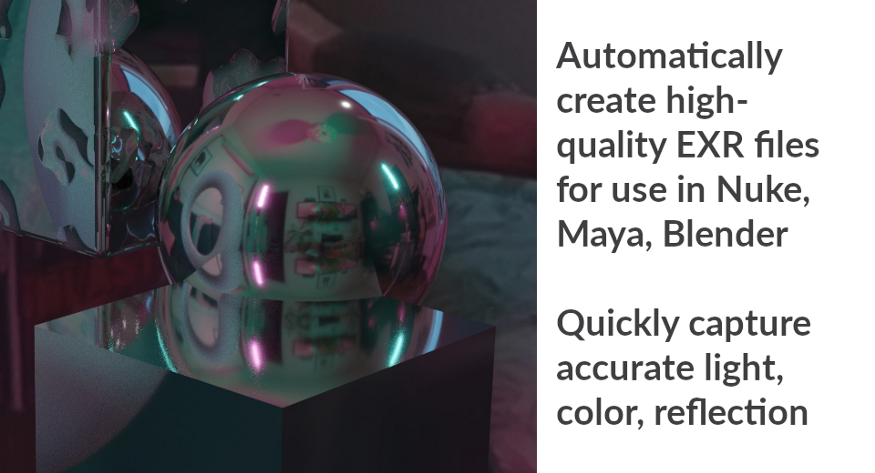 Automatically
create high-
quality EXR files
for use in Nuke,
Maya, Blender
Quickly capture
accurate light,
color, reflection